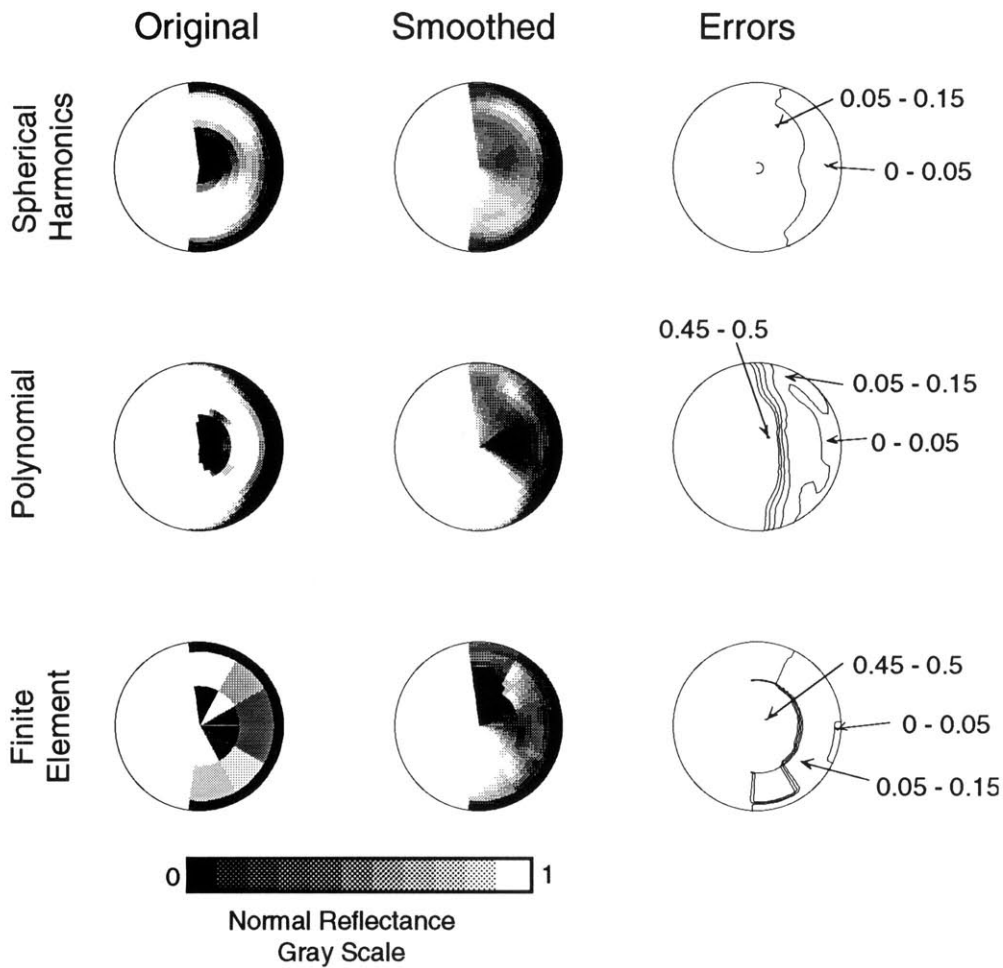 Original Smoothed Errors
Spherical
Harmonics
0.05 - 0.15
0 - 0.05
Polynomial
0.45 - 0.5
0.05 - 0.15
0 - 0.05
Finite
Element
0.45 - 0.5
0 - 0.05
0.05 - 0.15
0 1
Normal Reflectance
Gray Scale